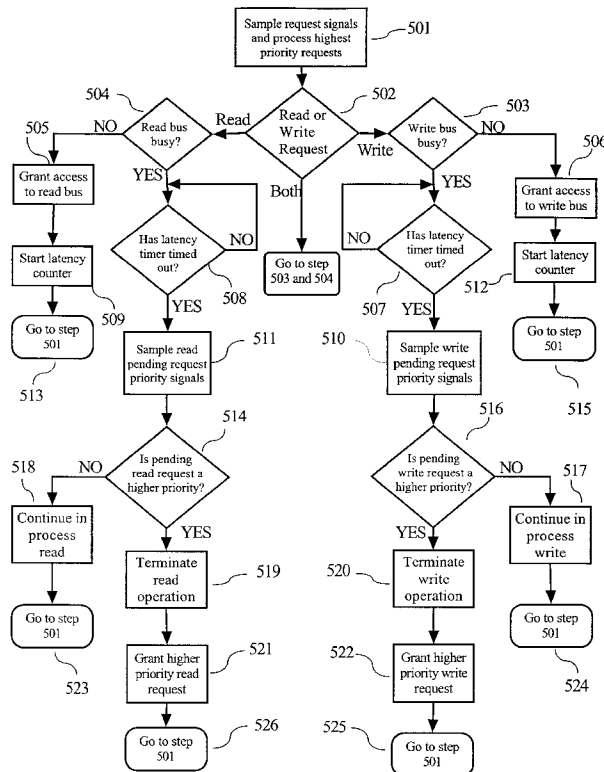 Sample request signals
and process highest
priority requests
501
504
502
503
Read bus
busy?
Read
Read or
Write
Request
Write
Write bus
busy?
NO
NO
505
506
Grant access
to read bus
YES
Both
YES
Grant access
to write bus
Has latency
timer timed
out?
NO
508
Go to step
503 and 504
NO
Has latency
timer timed
out?
507
Start latency
counter
509
Start latency
counter
512
YES
YES
Go to step
501
513
Sample read
pending request
priority signals
511
510
Sample write
pending request
priority signals
Go to step
501
515
514
516
Is pending
read request a
higher priority?
Is pending
write request a
higher priority?
NO
NO
518
517
Continue in
process
read
YES
YES
Continue in
process
write
Terminate
read
operation
519
520
Terminate
write
operation
Go to step
501
523
Go to step
501
524
Grant higher
priority read
request
521
522
Grant higher
priority write
request
Go to step
501
526
525
Go to step
501